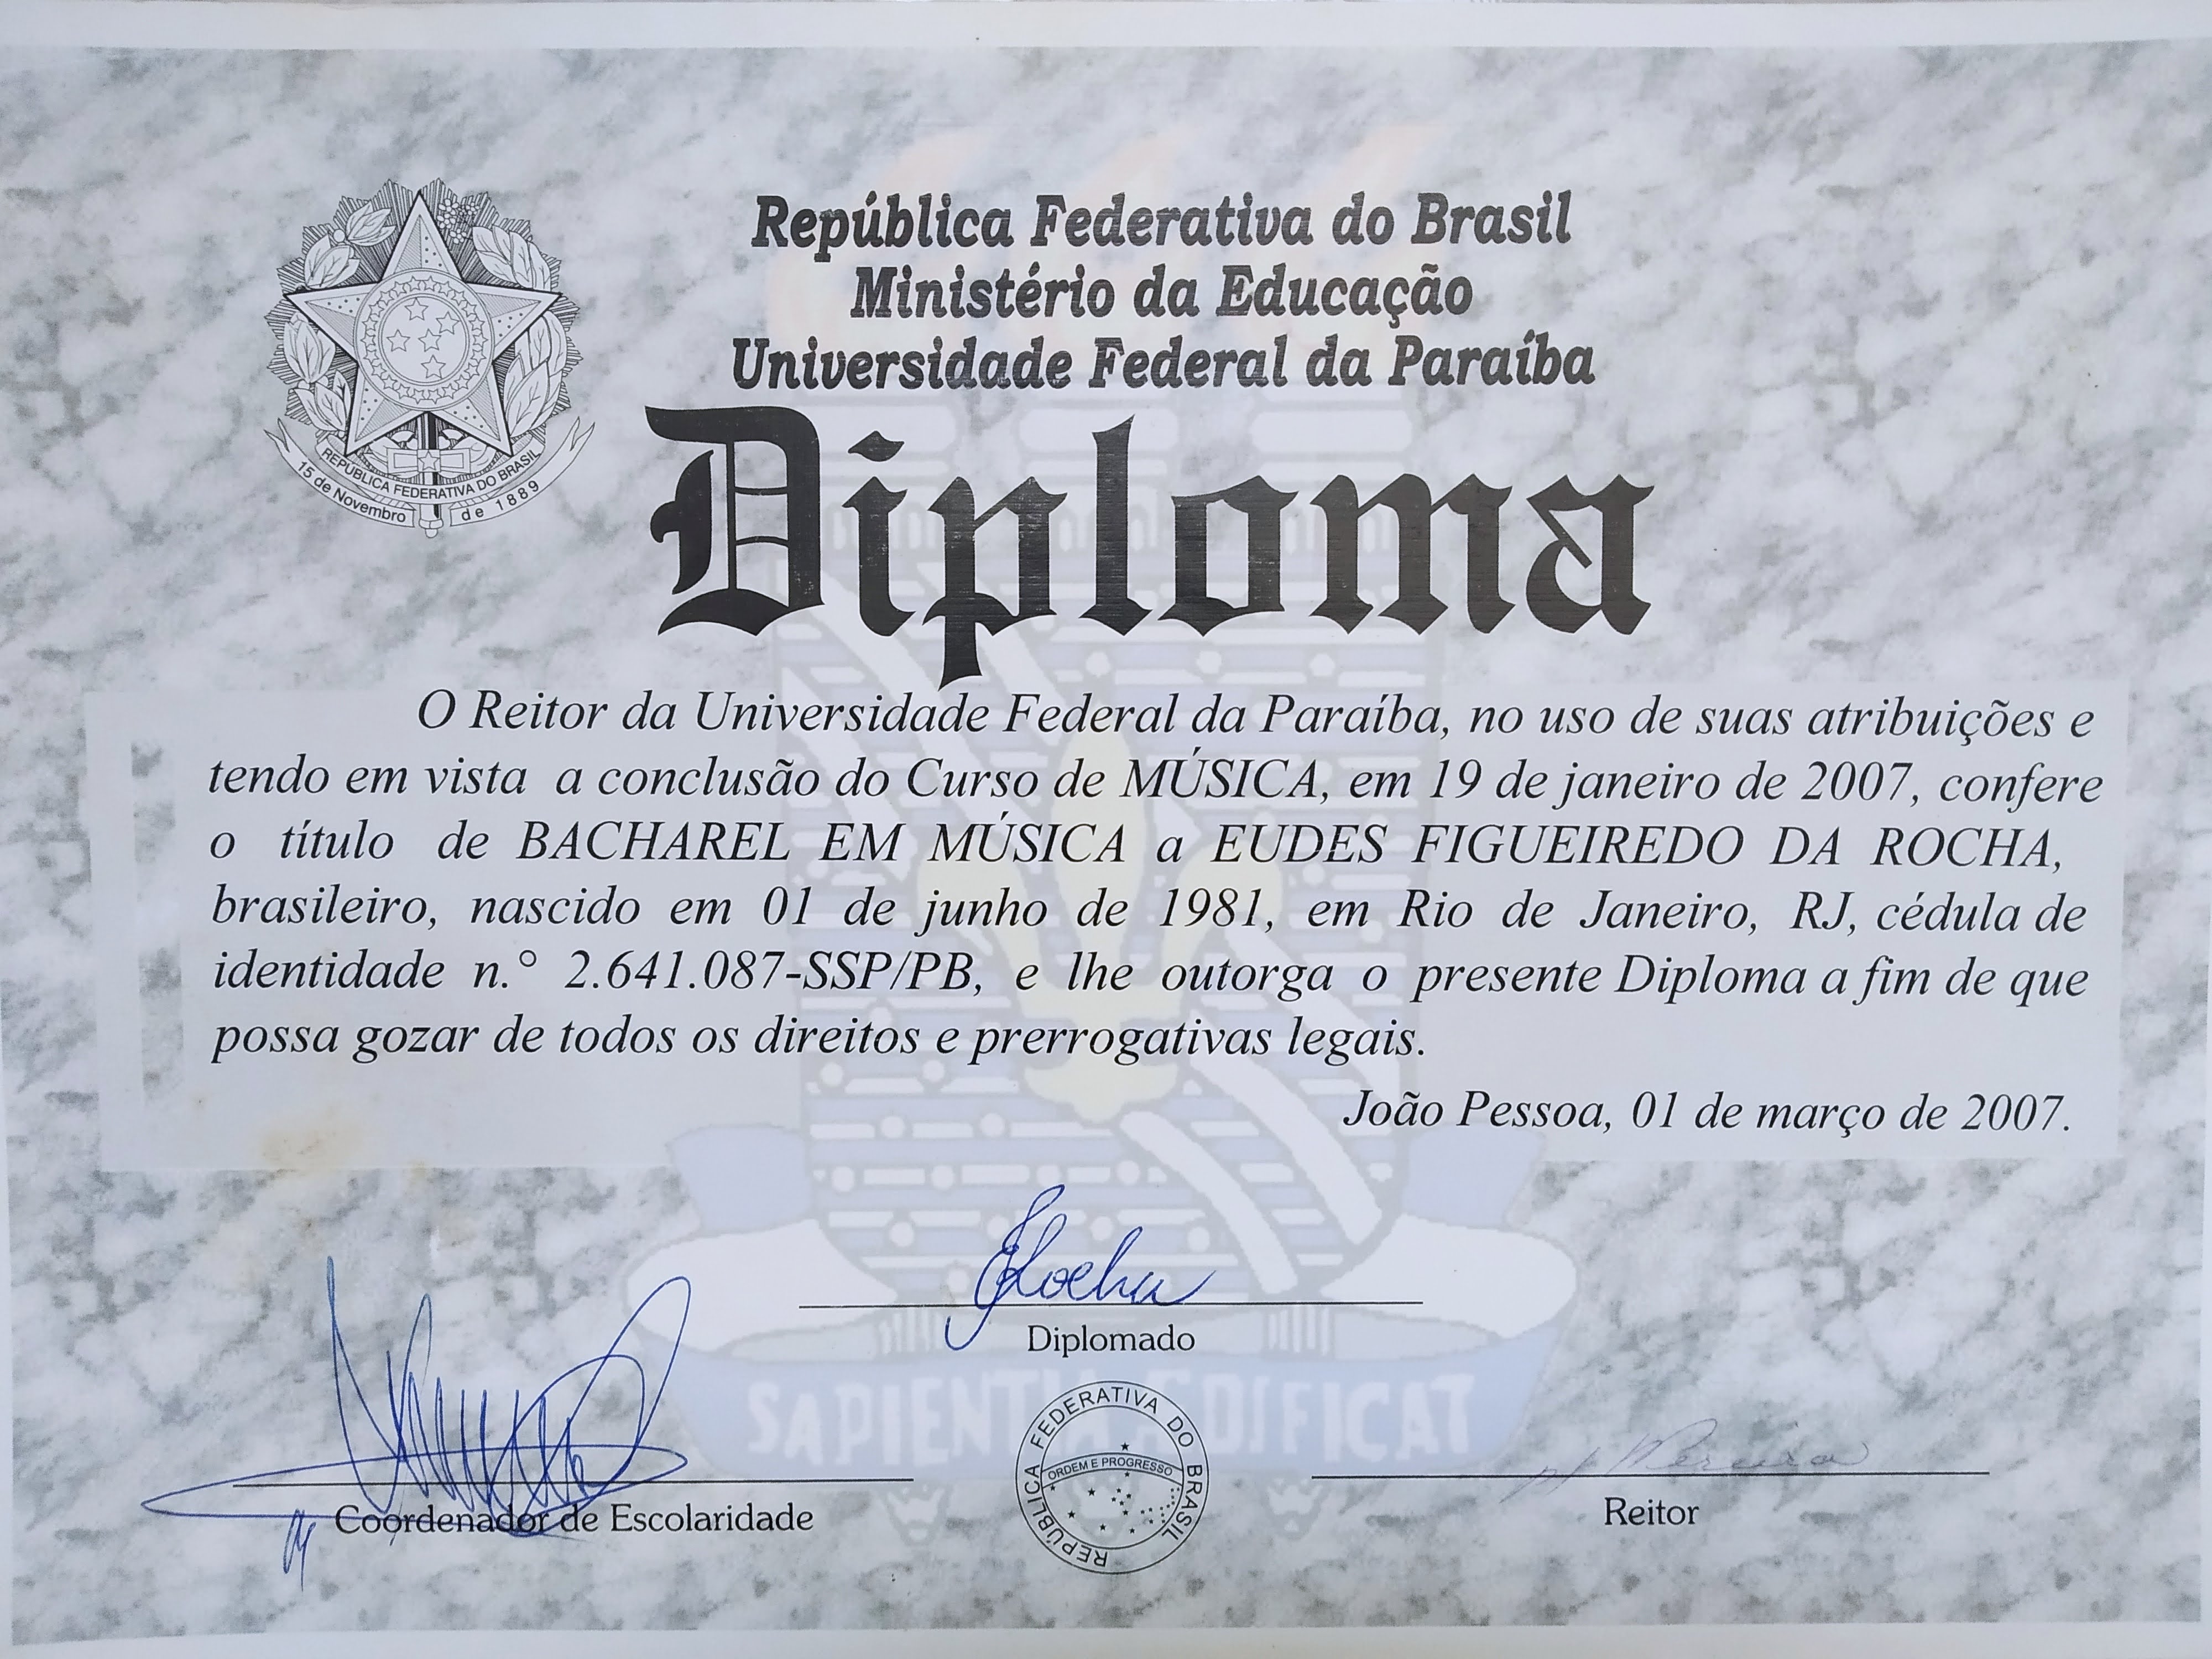 República Federativa do Brasil
Ministério da Educação
Universidade Federal da Paraíba
REPÚBLICA FEDERATIVA DO BRASIL
15 de Novembro de 1889
Diploma
O Reitor da Universidade Federal da Paraíba, no uso de suas atribuições e
tendo em vista a conclusão do Curso de MÚSICA, em 19 de janeiro de 2007, confere
o título de BACHAREL EM MÚSICA a EUDES FIGUEIREDO DA ROCHA,
brasileiro, nascido em 01 de junho de 1981, em Rio de Janeiro, RJ, cédula de
identidade n.° 2.641.087-SSP/PB, e lhe outorga o presente Diploma a fim de que
possa gozar de todos os direitos e prerrogativas legais.
João Pessoa, 01 de março de 2007.
Rocha
Diplomado
SAPIENTIA ÆDIFICAT
REPÚBLICA FEDERATIVA DO BRASIL
ORDEM E PROGRESSO
Coordenador de Escolaridade
Pereira
Reitor